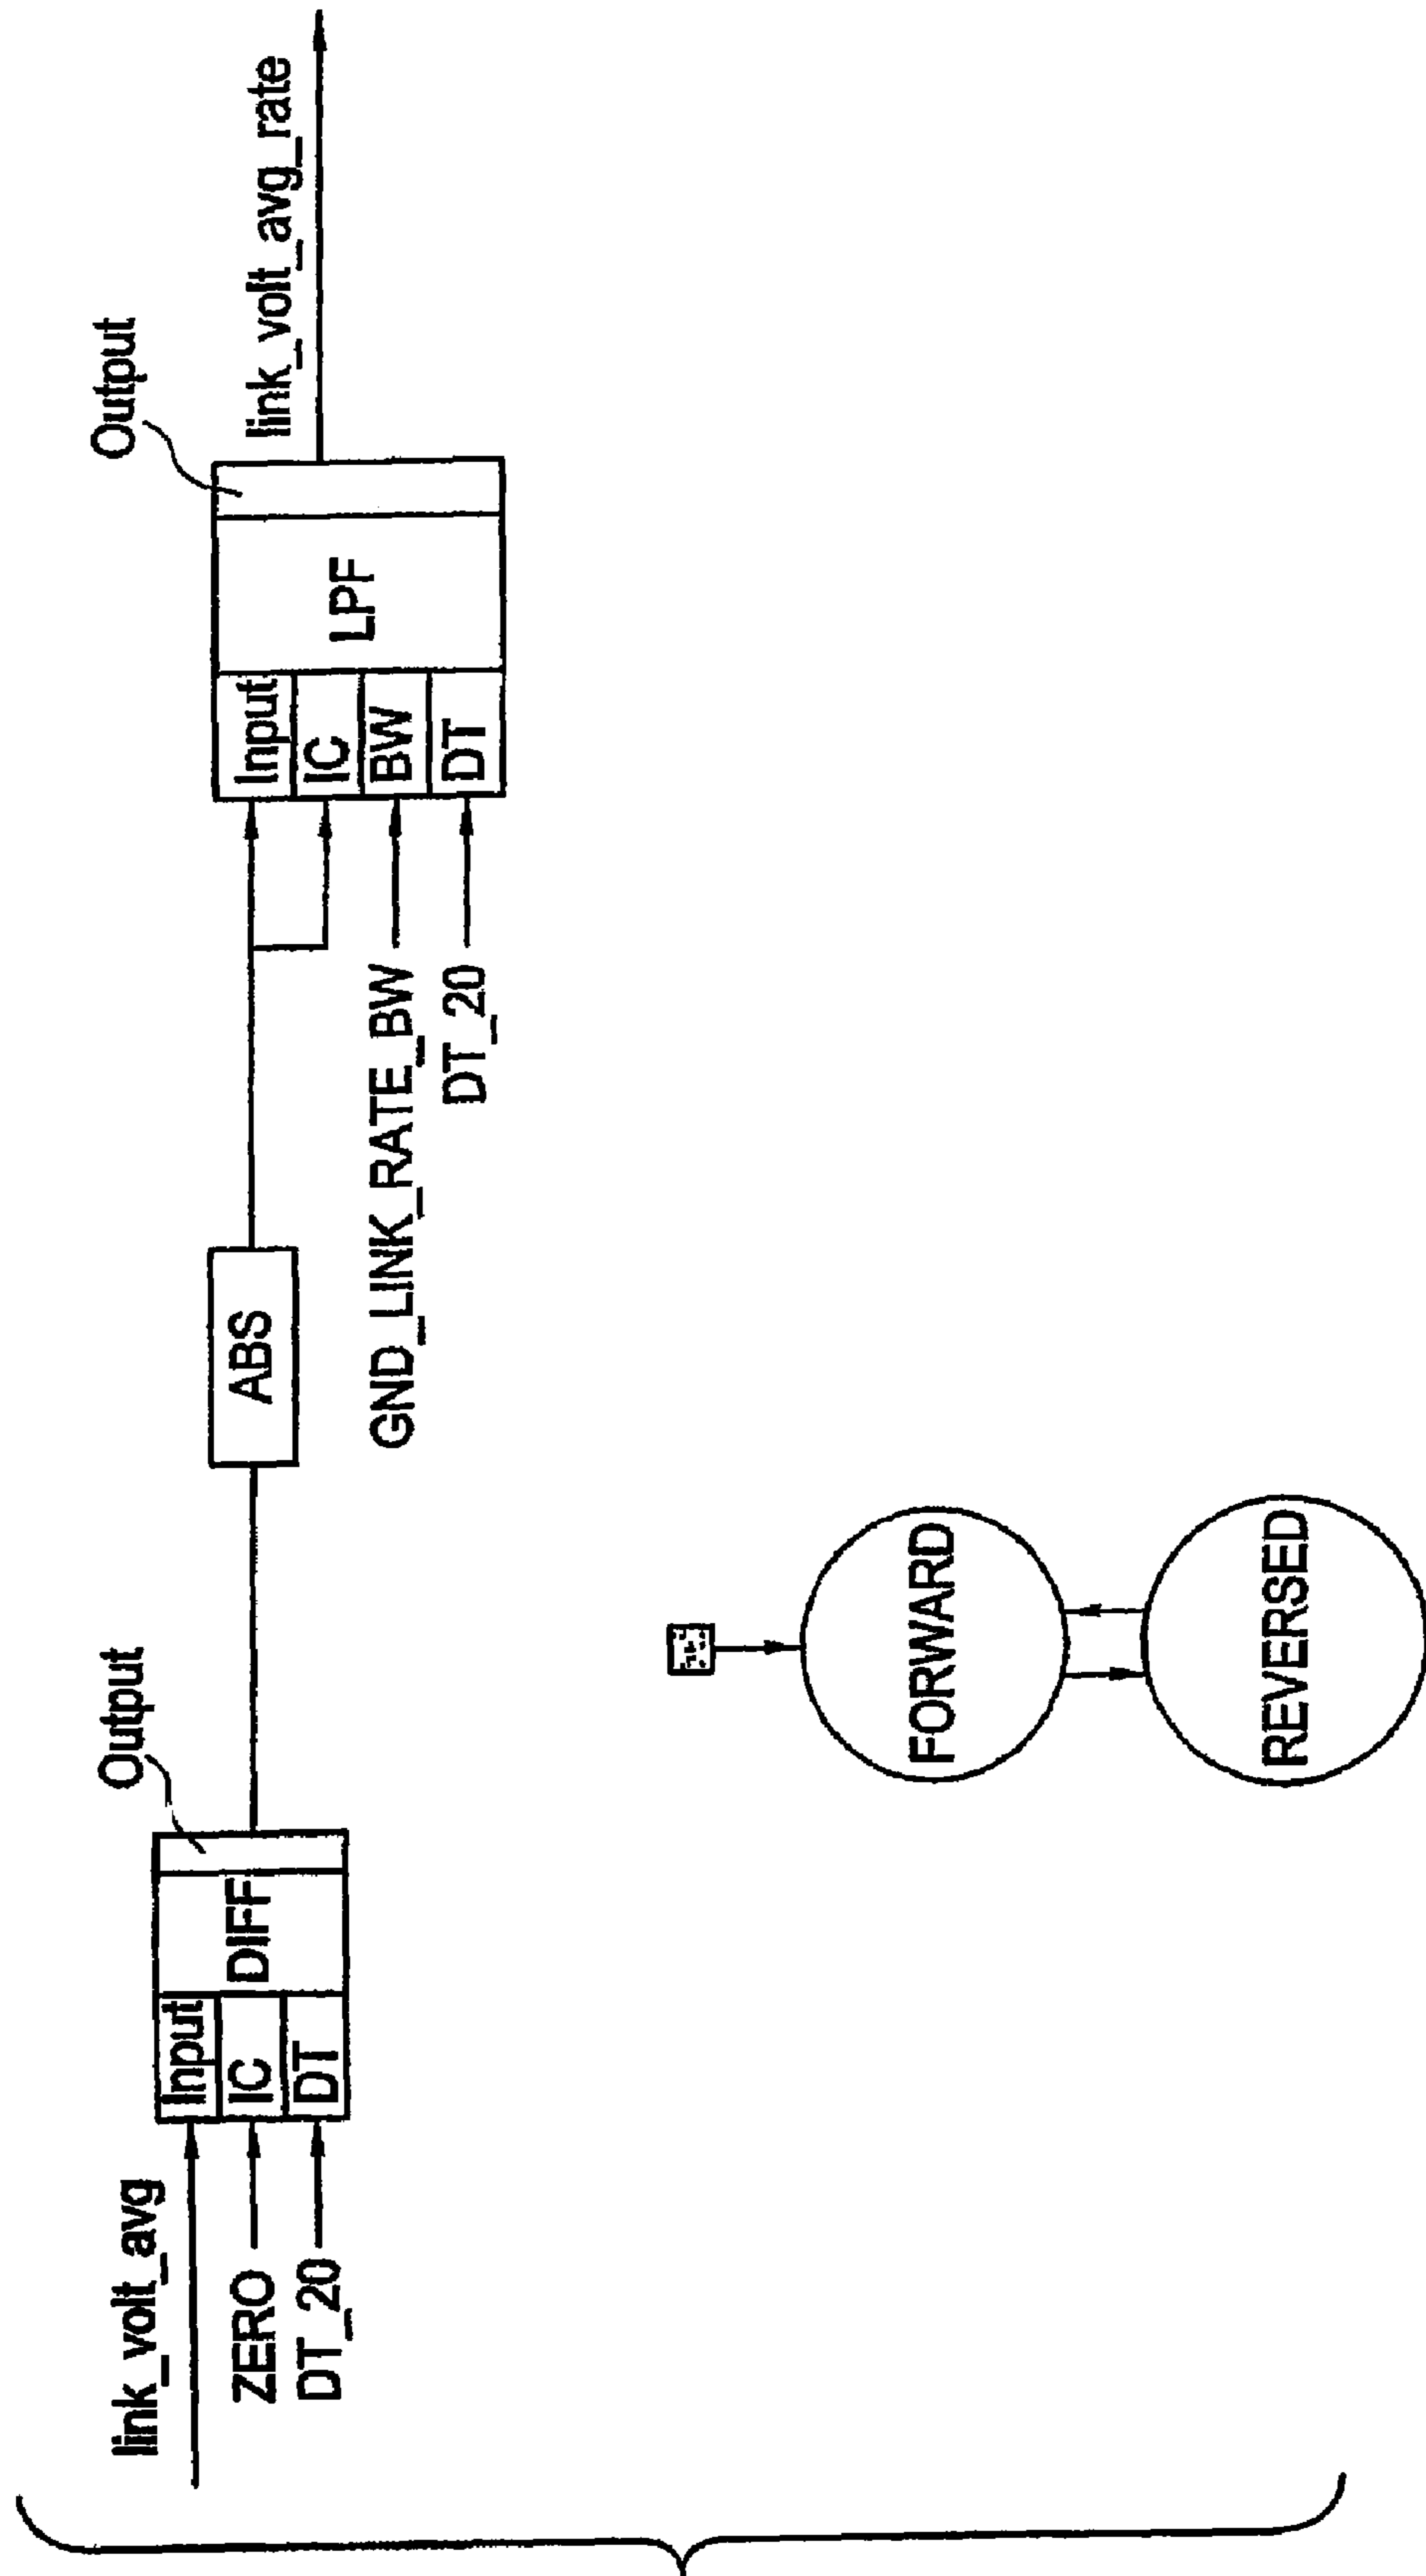 link_volt_avg
ZERO
DT_20
Input
IC
DT
DIFF
Output
ABS
GND_LINK_RATE_BW
DT_20
Input
IC
BW
DT
LPF
Output
link_volt_avg_rate
FORWARD
REVERSED